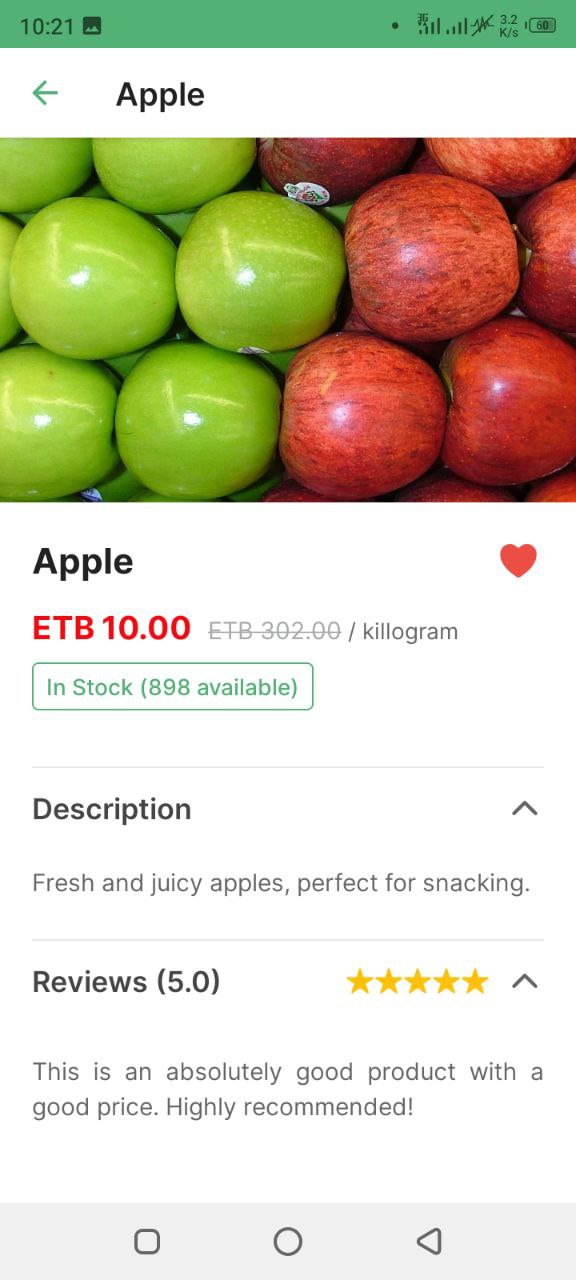 10:21
3G
3.2
K/s
60
Apple
Apple
ETB 10.00 ETB 302.00 / killogram
In Stock (898 available)
Description
Fresh and juicy apples, perfect for snacking.
Reviews (5.0)
This is an absolutely good product with a
good price. Highly recommended!